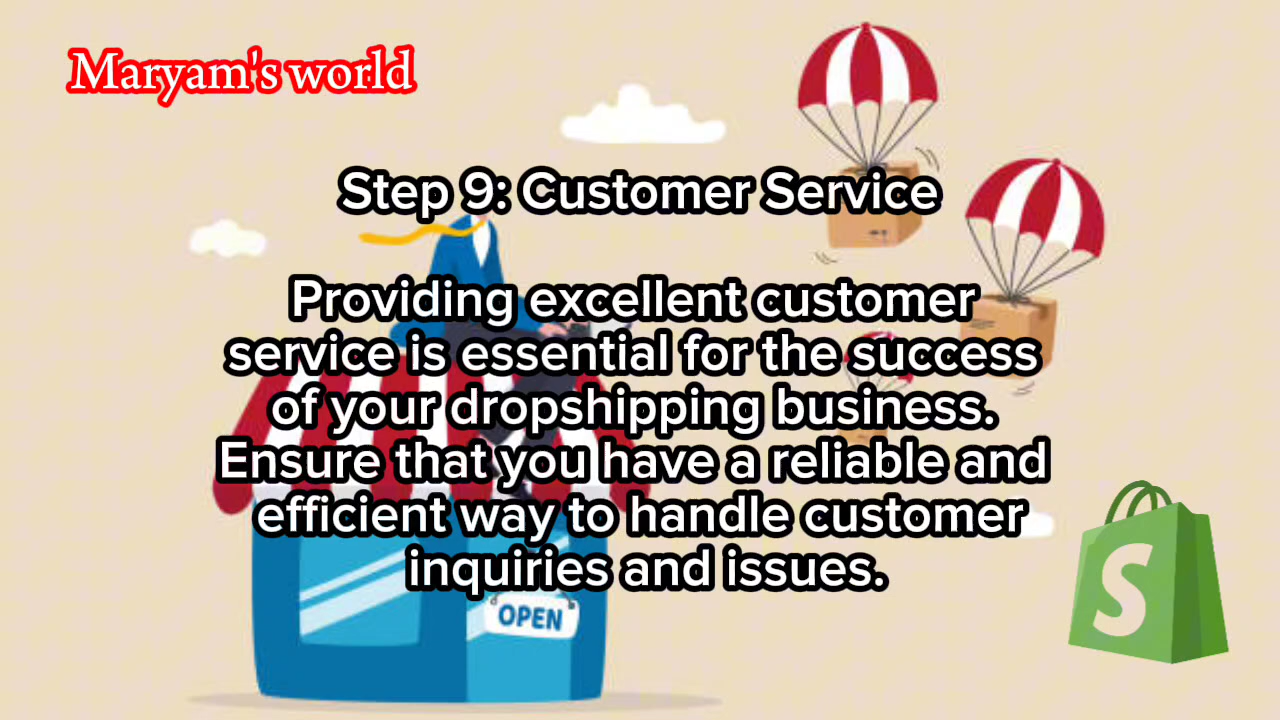 Maryam's world
Step 9: Customer Service
Providing excellent customer
service is essential for the success
of your dropshipping business.
Ensure that you have a reliable and
efficient way to handle customer
inquiries and issues.
OPEN
S